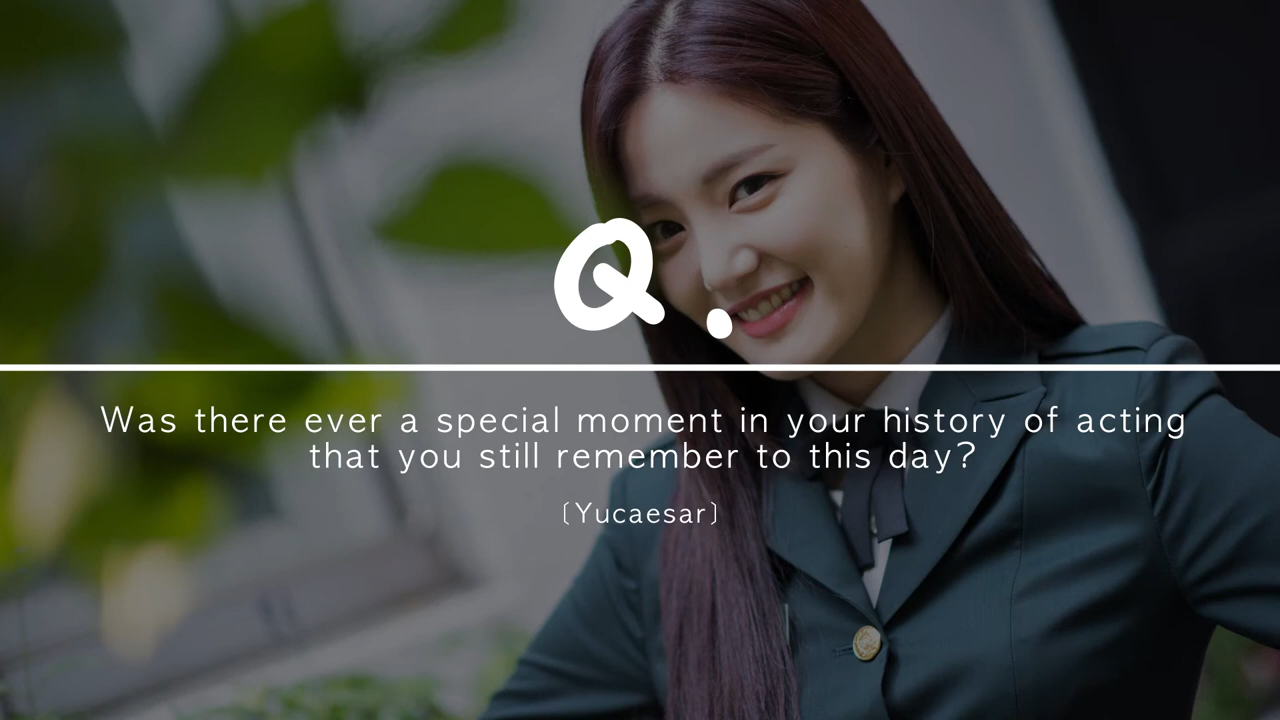 Q.
Was there ever a special moment in your history of acting
that you still remember to this day?
〔Yucaesar〕